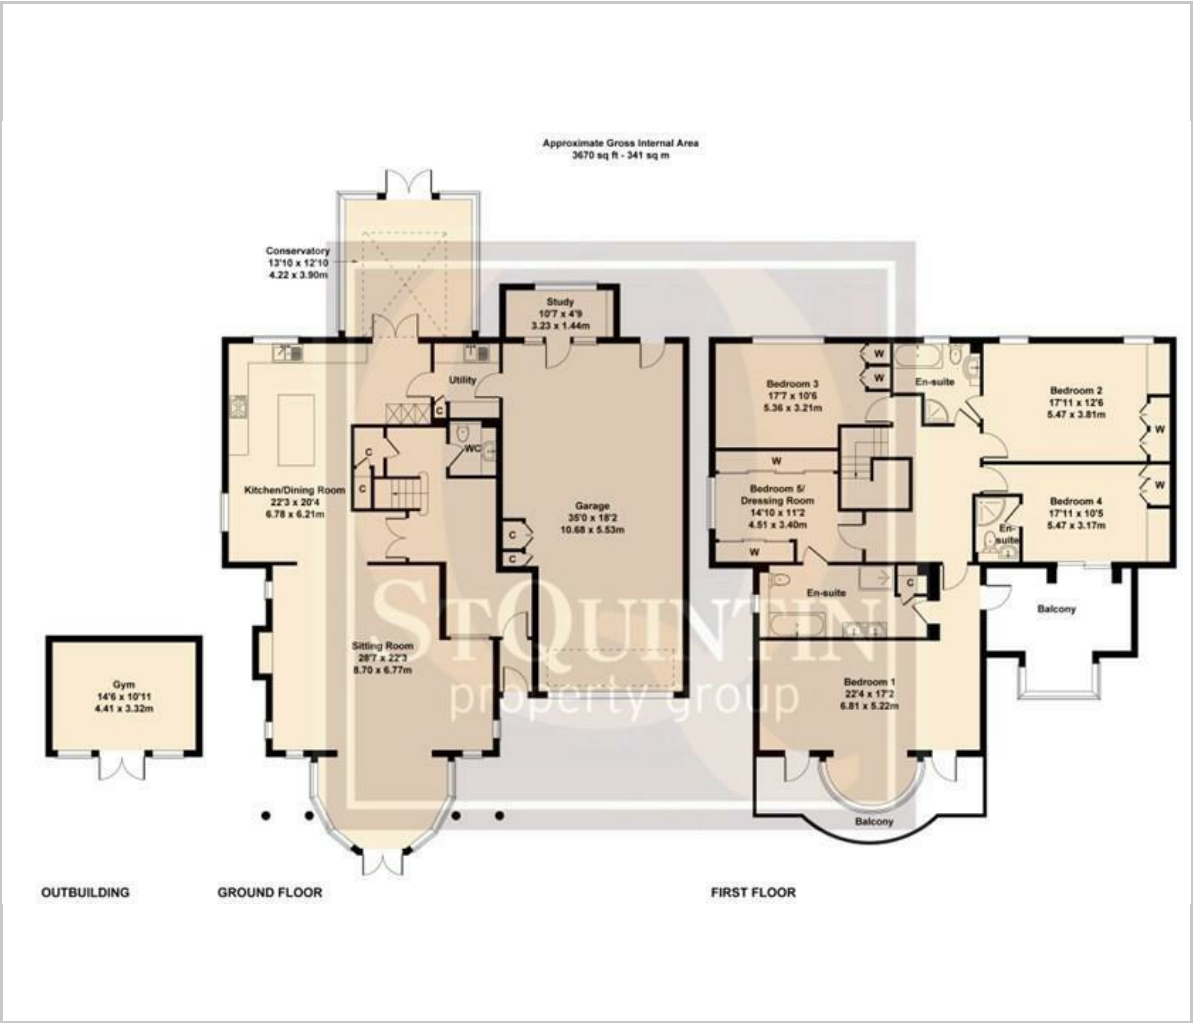 Approximate Gross Internal Area
3670 sq ft - 341 sq m
Conservatory
13'10 x 12'10
4.22 x 3.90m
Study
10'7 x 4'9
3.23 x 1.44m
Utility
C
WC
C
C
Kitchen/Dining Room
22'3 x 20'4
6.78 x 6.21m
Garage
35'0 x 18'2
10.68 x 5.53m
C
C
Sitting Room
28'7 x 22'3
8.70 x 6.77m
Gym
14'6 x 10'11
4.41 x 3.32m
Bedroom 3
17'7 x 10'6
5.36 x 3.21m
W
W
En-suite
Bedroom 2
17'11 x 12'6
5.47 x 3.81m
W
W
Bedroom 5/
Dressing Room
14'10 x 11'2
4.51 x 3.40m
W
Bedroom 4
17'11 x 10'5
5.47 x 3.17m
W
En-
suite
En-suite
C
Balcony
Bedroom 1
22'4 x 17'2
6.81 x 5.22m
Balcony
STQUINTIN
property group
OUTBUILDING
GROUND FLOOR
FIRST FLOOR